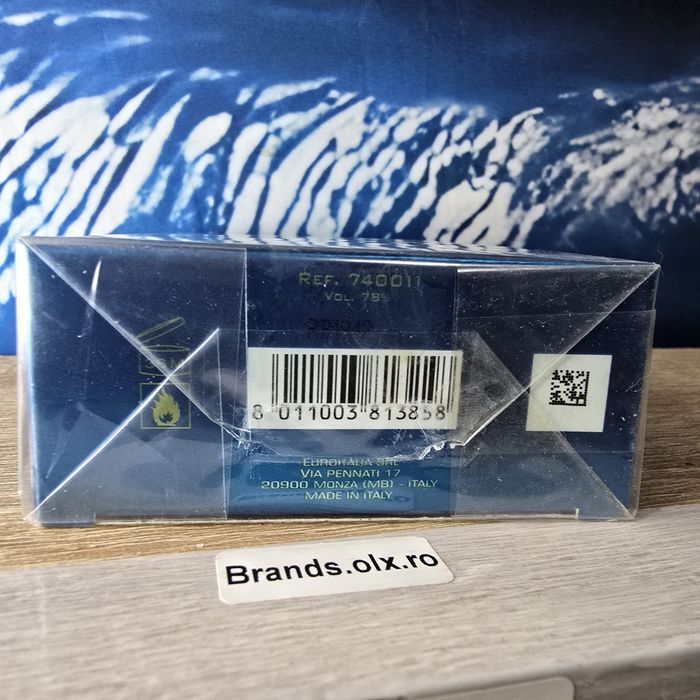 REF. 740011
VOL. 79%
8 011003 813858
EUROITALIA SRL
VIA PENNATI 17
20900 MONZA (MB) - ITALY
MADE IN ITALY
Brands.olx.ro